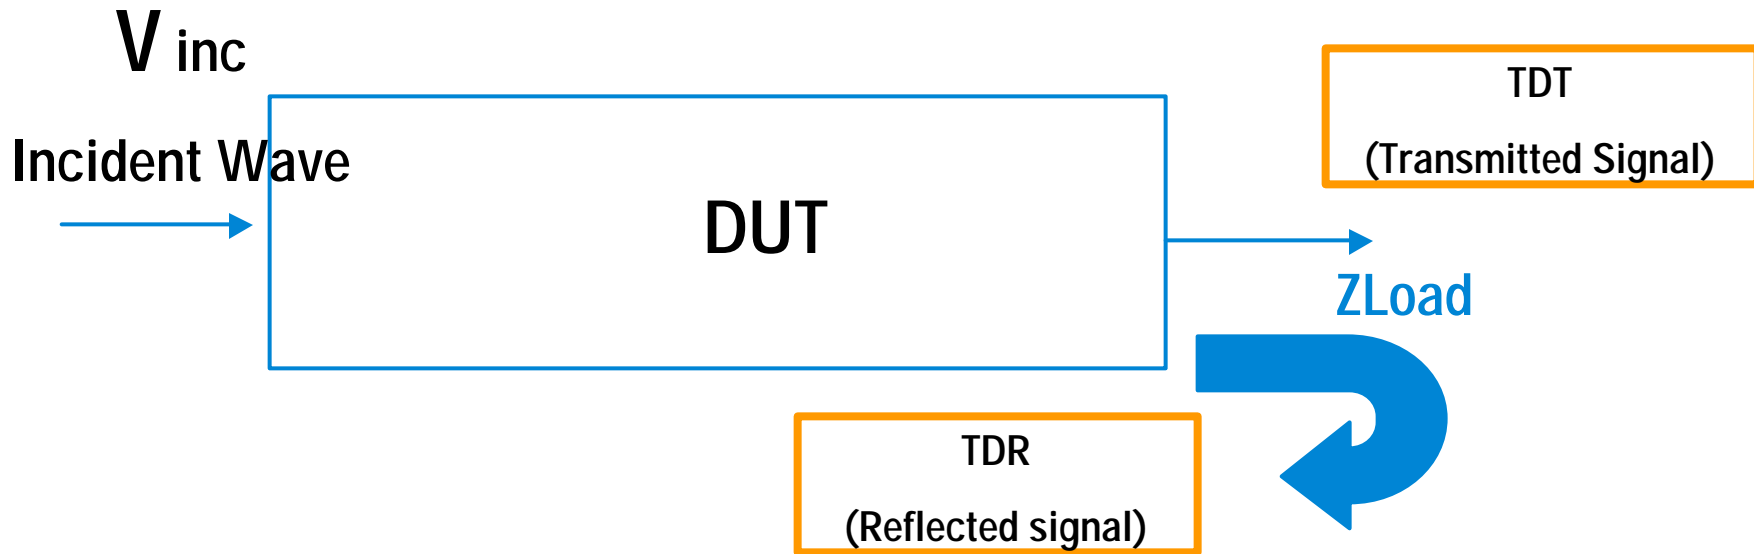 V inc
Incident Wave
DUT
TDT
(Transmitted Signal)
ZLoad
TDR
(Reflected signal)